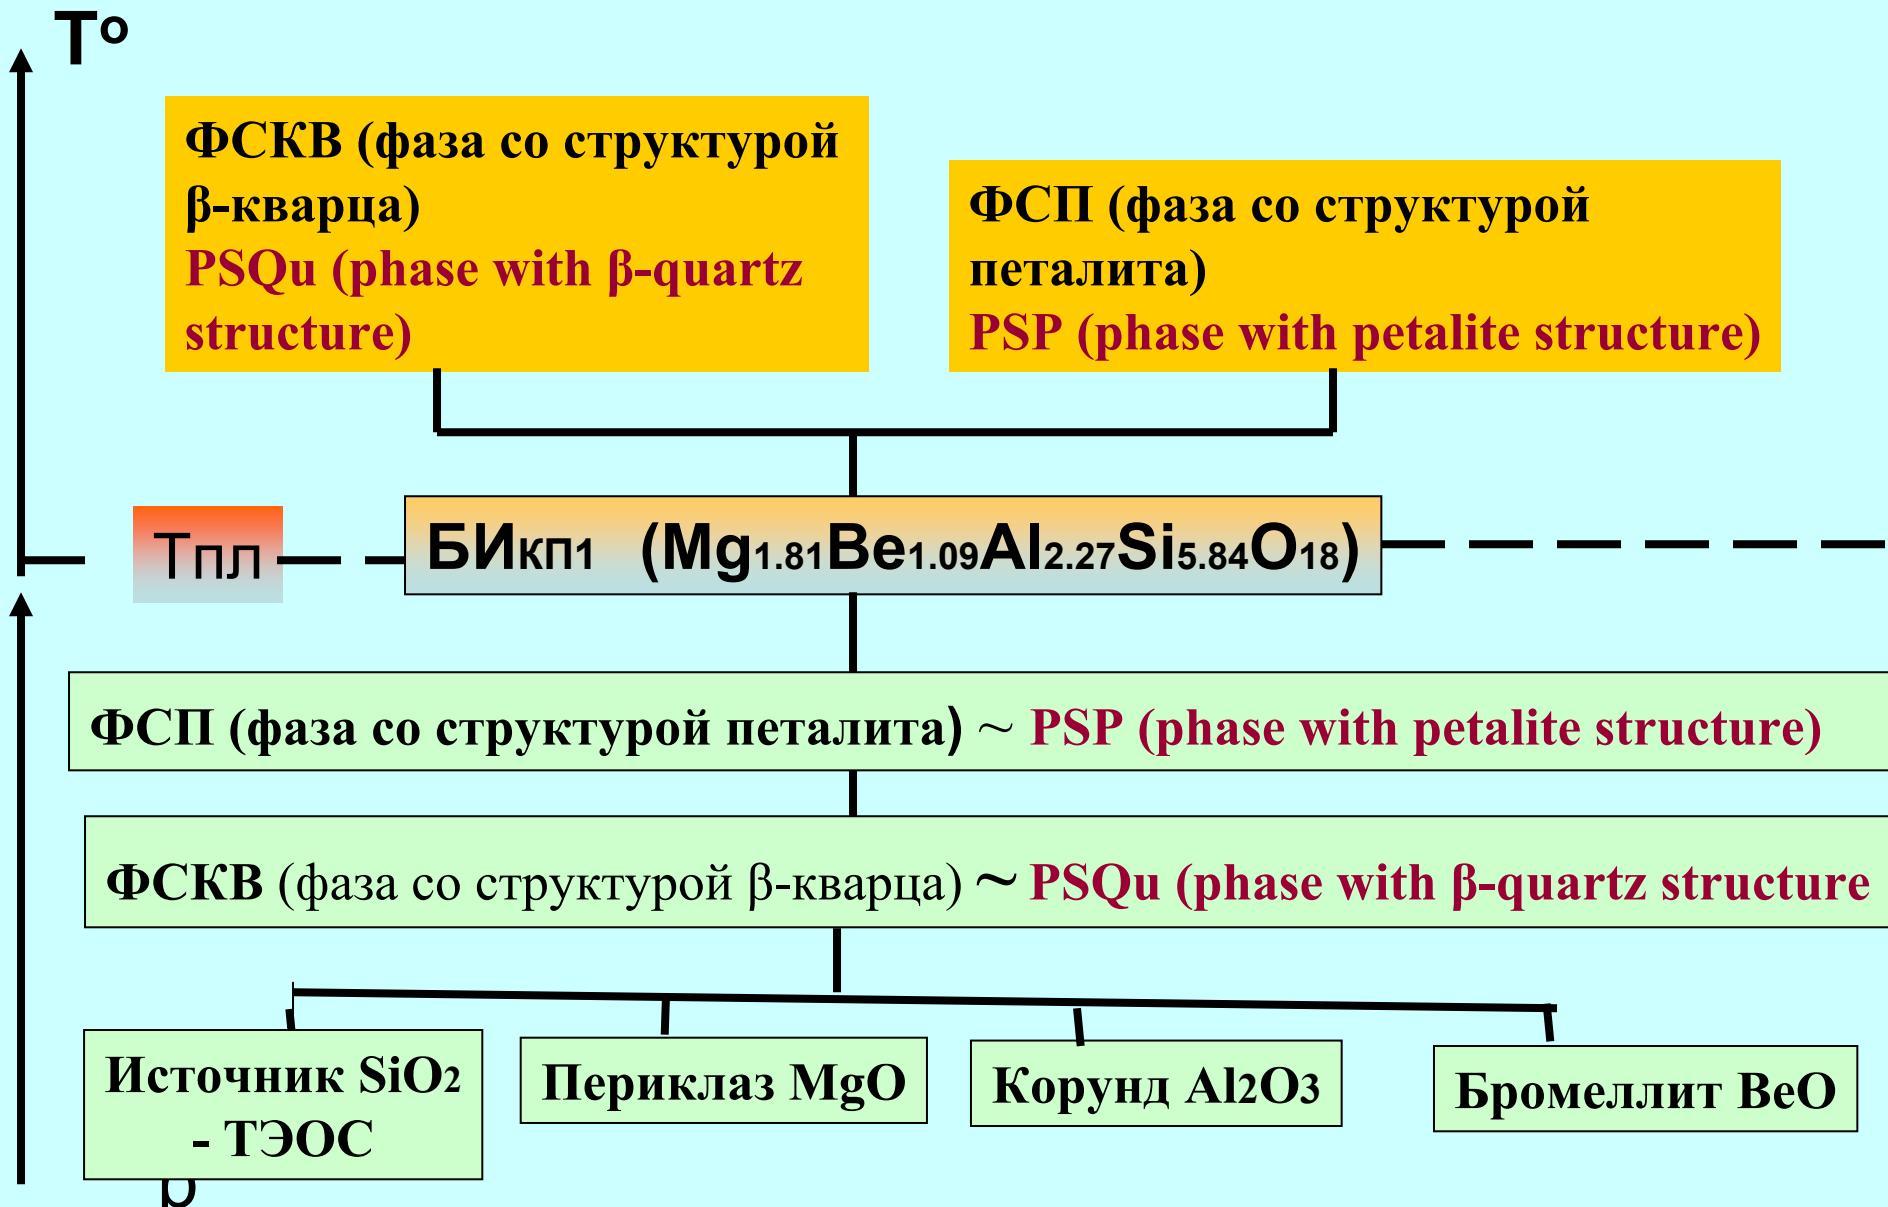 Tº
ФСКВ (фаза со структурой
β-кварца)
PSQu (phase with β-quartz
structure)
ФСП (фаза со структурой
петалита)
PSP (phase with petalite structure)
Тпл
БИКП1 (Mg1.81Be1.09Al2.27Si5.84O18)
ФСП (фаза со структурой петалита) ~ PSP (phase with petalite structure)
ФСКВ (фаза со структурой β-кварца) ~ PSQu (phase with β-quartz structure
Источник SiO2
- ТЭОС
Периклаз MgO
Корунд Al2O3
Бромеллит BeO
р